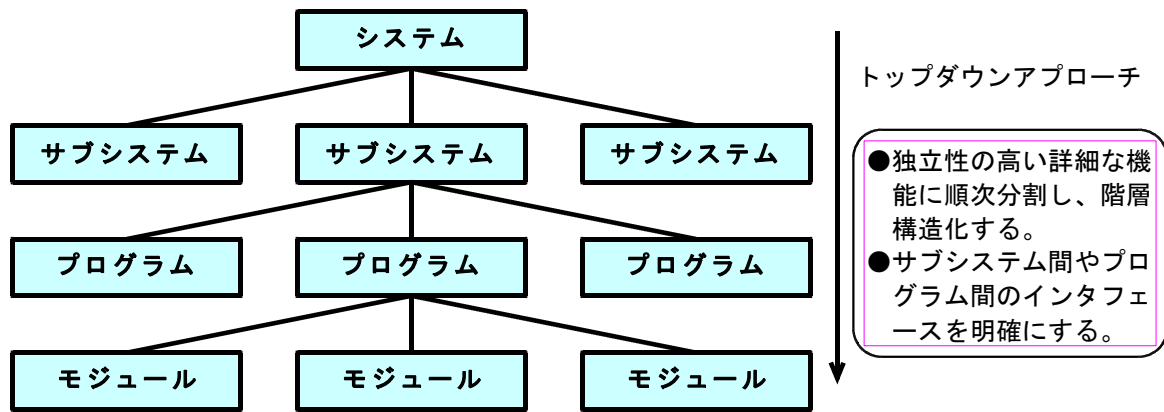 システム
トップダウンアプローチ
サブシステム
サブシステム
サブシステム
●独立性の高い詳細な機
能に順次分割し、階層
構造化する。
●サブシステム間やプロ
グラム間のインタフェ
ースを明確にする。
プログラム
プログラム
プログラム
モジュール
モジュール
モジュール